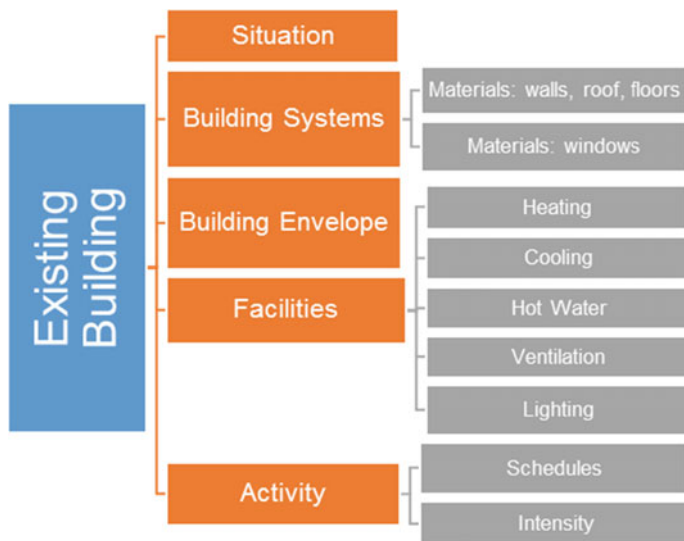 Existing
Building
Situation
Building Systems
Materials: walls, roof, floors
Materials: windows
Building Envelope
Facilities
Heating
Cooling
Hot Water
Ventilation
Lighting
Activity
Schedules
Intensity